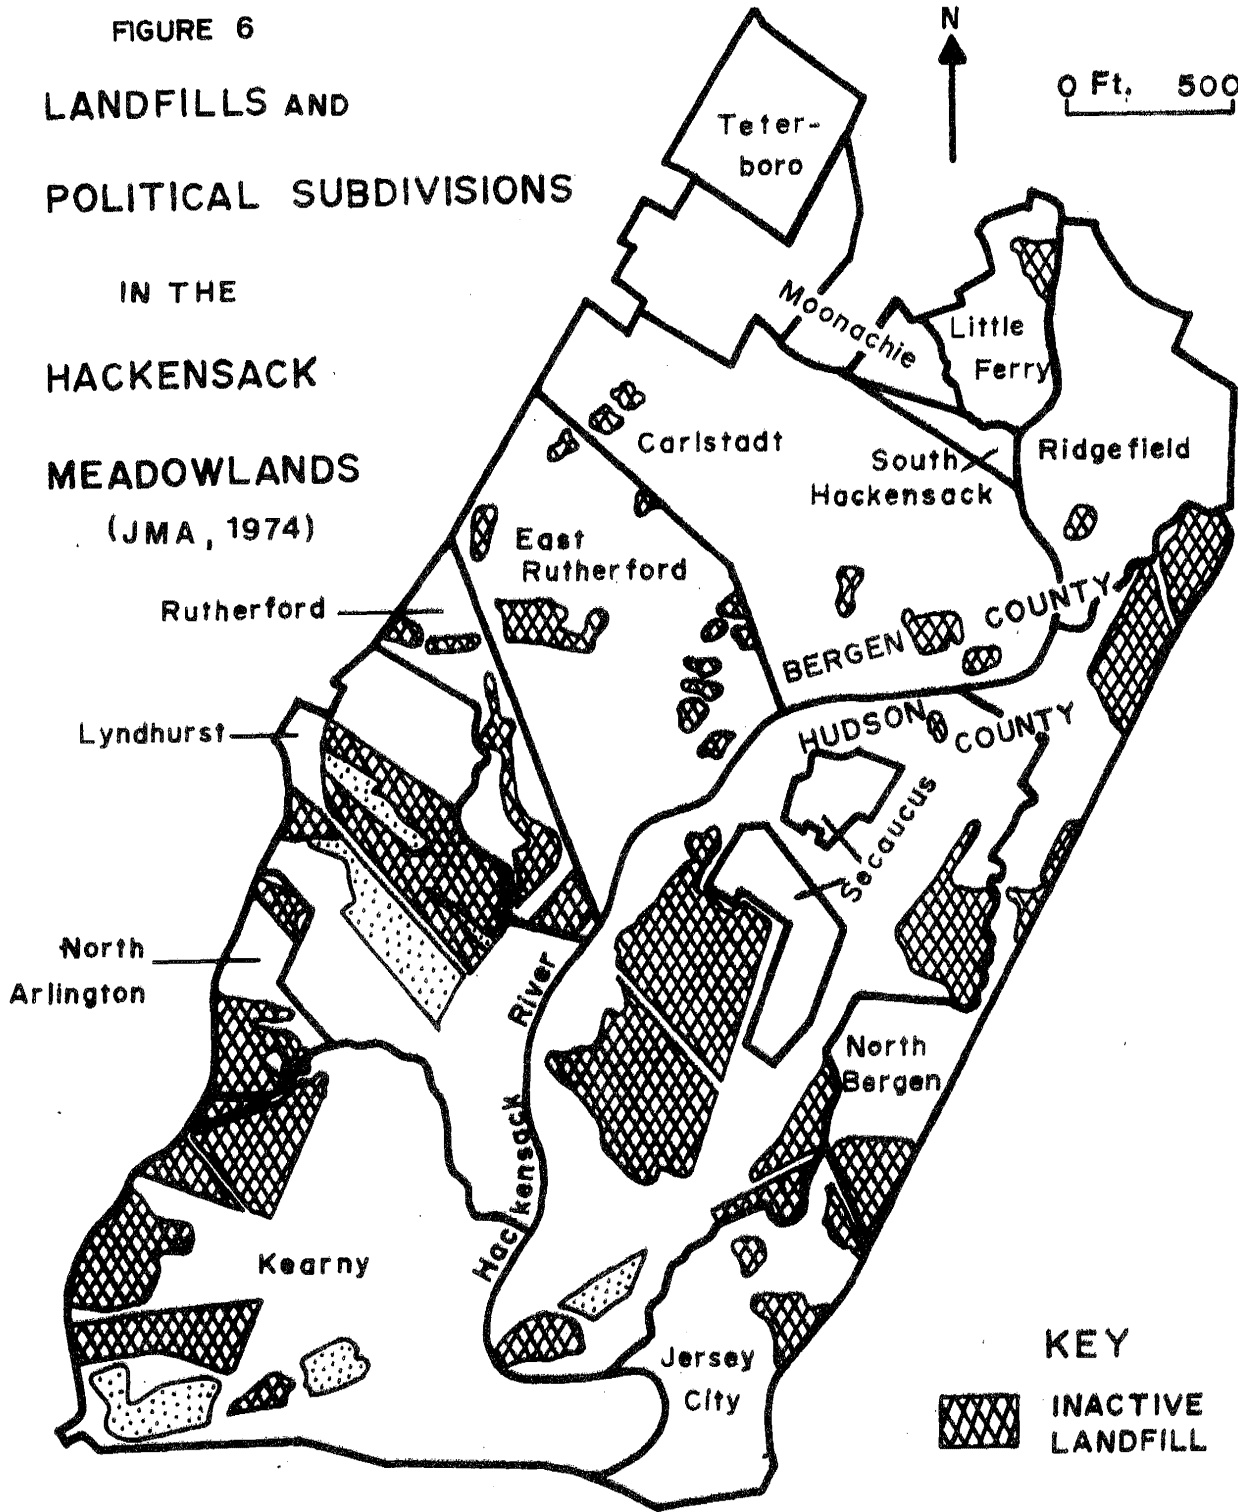 FIGURE 6
LANDFILLS AND
POLITICAL SUBDIVISIONS
IN THE
HACKENSACK
MEADOWLANDS
(JMA, 1974)
N
0 Ft. 500
Teter-
boro
Moonachie
Little
Ferry
Carlstadt
South
Hackensack
Ridgefield
East
Rutherford
Rutherford
BERGEN COUNTY
HUDSON COUNTY
Lyndhurst
Secaucus
North
Arlington
Hackensack River
North
Bergen
Kearny
Jersey
City
KEY
INACTIVE
LANDFILL